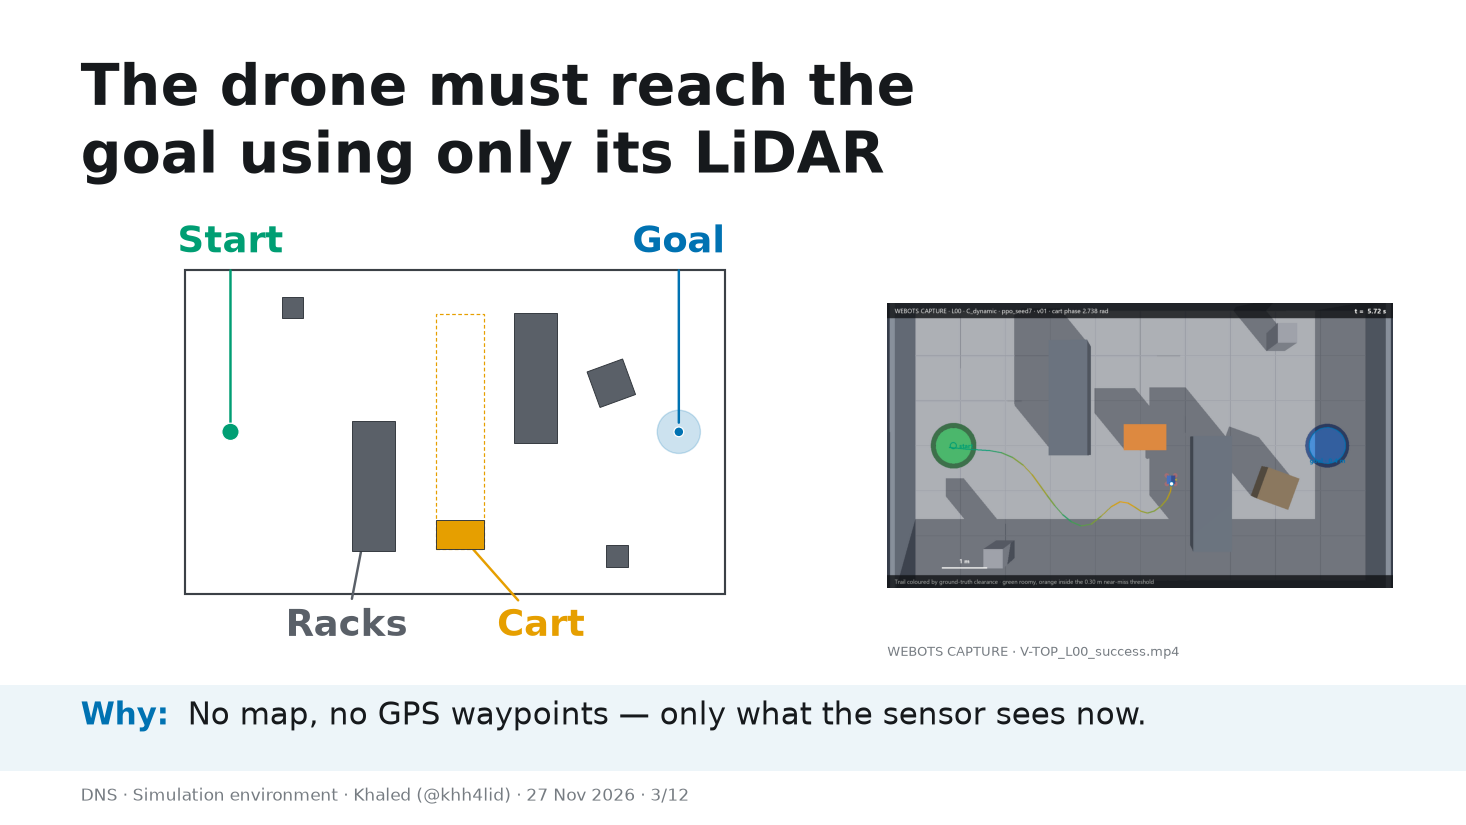 The drone must reach the
goal using only its LiDAR
Start
Goal
Racks
Cart
WEBOTS CAPTURE · L00 · C_dynamic · ppo_seed7 · v01 · cart phase 2.738 rad
t = 5.72 s
1 m
Trail coloured by ground-truth clearance · green roomy, orange inside the 0.30 m near-miss threshold
WEBOTS CAPTURE · V-TOP_L00_success.mp4
Why: No map, no GPS waypoints — only what the sensor sees now.
DNS · Simulation environment · Khaled (@khh4lid) · 27 Nov 2026 · 3/12